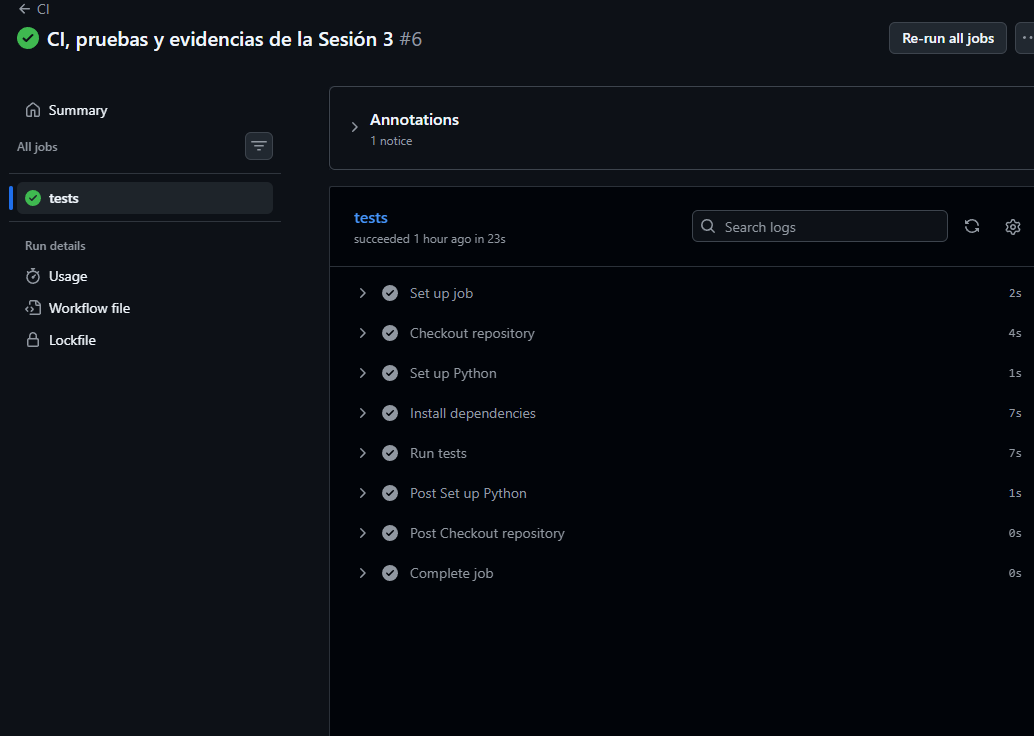 CI
CI, pruebas y evidencias de la Sesión 3 #6
Re-run all jobs
Summary
All jobs
tests
Run details
Usage
Workflow file
Lockfile
Annotations
1 notice
tests
succeeded 1 hour ago in 23s
Search logs
Set up job 2s
Checkout repository 4s
Set up Python 1s
Install dependencies 7s
Run tests 7s
Post Set up Python 1s
Post Checkout repository 0s
Complete job 0s